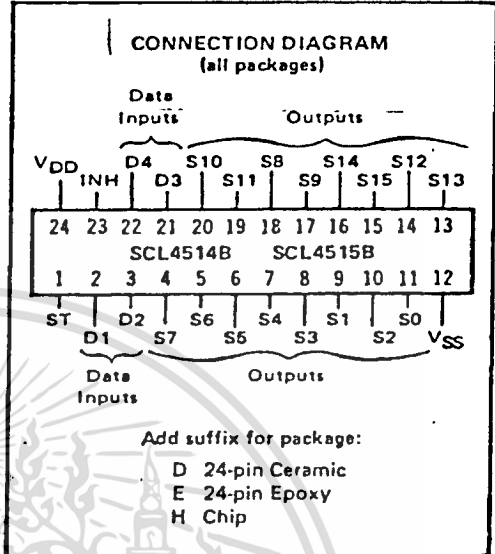 CONNECTION DIAGRAM
(all packages)
Data
Inputs
Outputs
VDD INH D4 D3 S10 S11 S8 S9 S14 S15 S12 S13
24 23 22 21 20 19 18 17 16 15 14 13
SCL4514B SCL4515B
1 2 3 4 5 6 7 8 9 10 11 12
ST D1 D2 S7 S6 S5 S4 S3 S1 S2 S0 VSS
Data
Inputs
Outputs
Add suffix for package:
D 24-pin Ceramic
E 24-pin Epoxy
H Chip